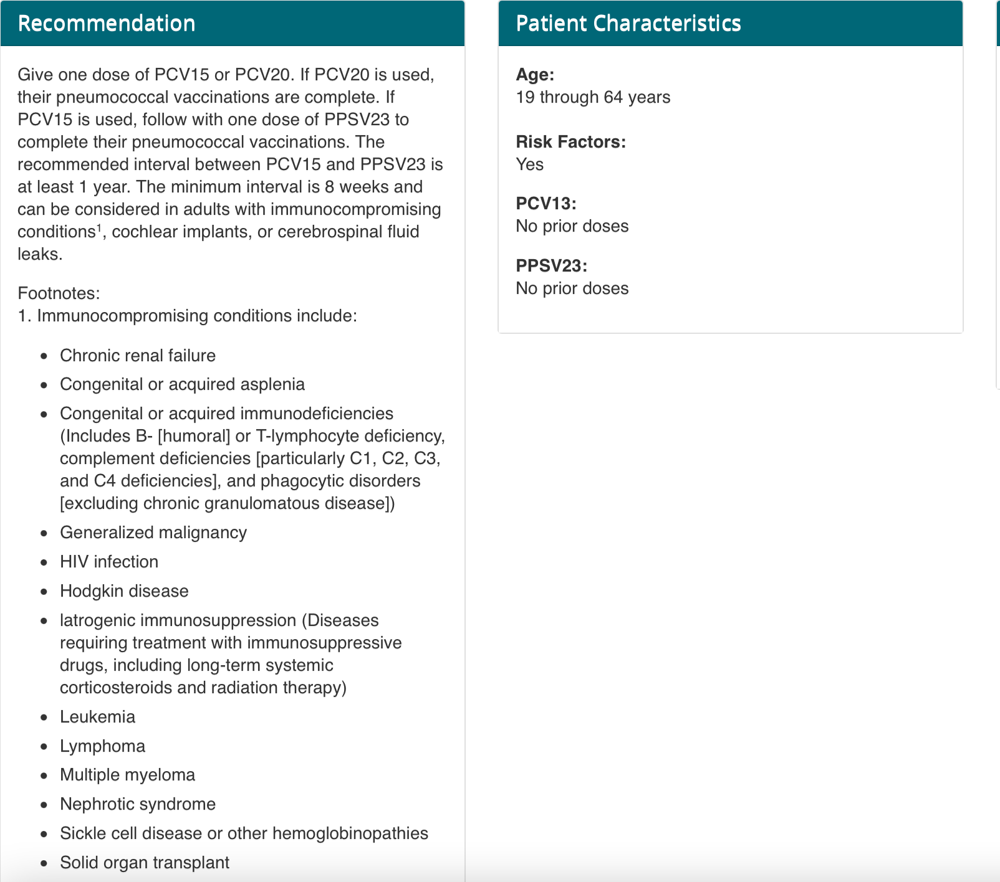 Recommendation
Give one dose of PCV15 or PCV20. If PCV20 is used,
their pneumococcal vaccinations are complete. If
PCV15 is used, follow with one dose of PPSV23 to
complete their pneumococcal vaccinations. The
recommended interval between PCV15 and PPSV23 is
at least 1 year. The minimum interval is 8 weeks and
can be considered in adults with immunocompromising
conditions¹, cochlear implants, or cerebrospinal fluid
leaks.
Footnotes:
1. Immunocompromising conditions include:
• Chronic renal failure
• Congenital or acquired asplenia
• Congenital or acquired immunodeficiencies
(Includes B- [humoral] or T-lymphocyte deficiency,
complement deficiencies [particularly C1, C2, C3,
and C4 deficiencies], and phagocytic disorders
[excluding chronic granulomatous disease])
• Generalized malignancy
• HIV infection
• Hodgkin disease
• Iatrogenic immunosuppression (Diseases
requiring treatment with immunosuppressive
drugs, including long-term systemic
corticosteroids and radiation therapy)
• Leukemia
• Lymphoma
• Multiple myeloma
• Nephrotic syndrome
• Sickle cell disease or other hemoglobinopathies
• Solid organ transplant
Patient Characteristics
Age:
19 through 64 years
Risk Factors:
Yes
PCV13:
No prior doses
PPSV23:
No prior doses